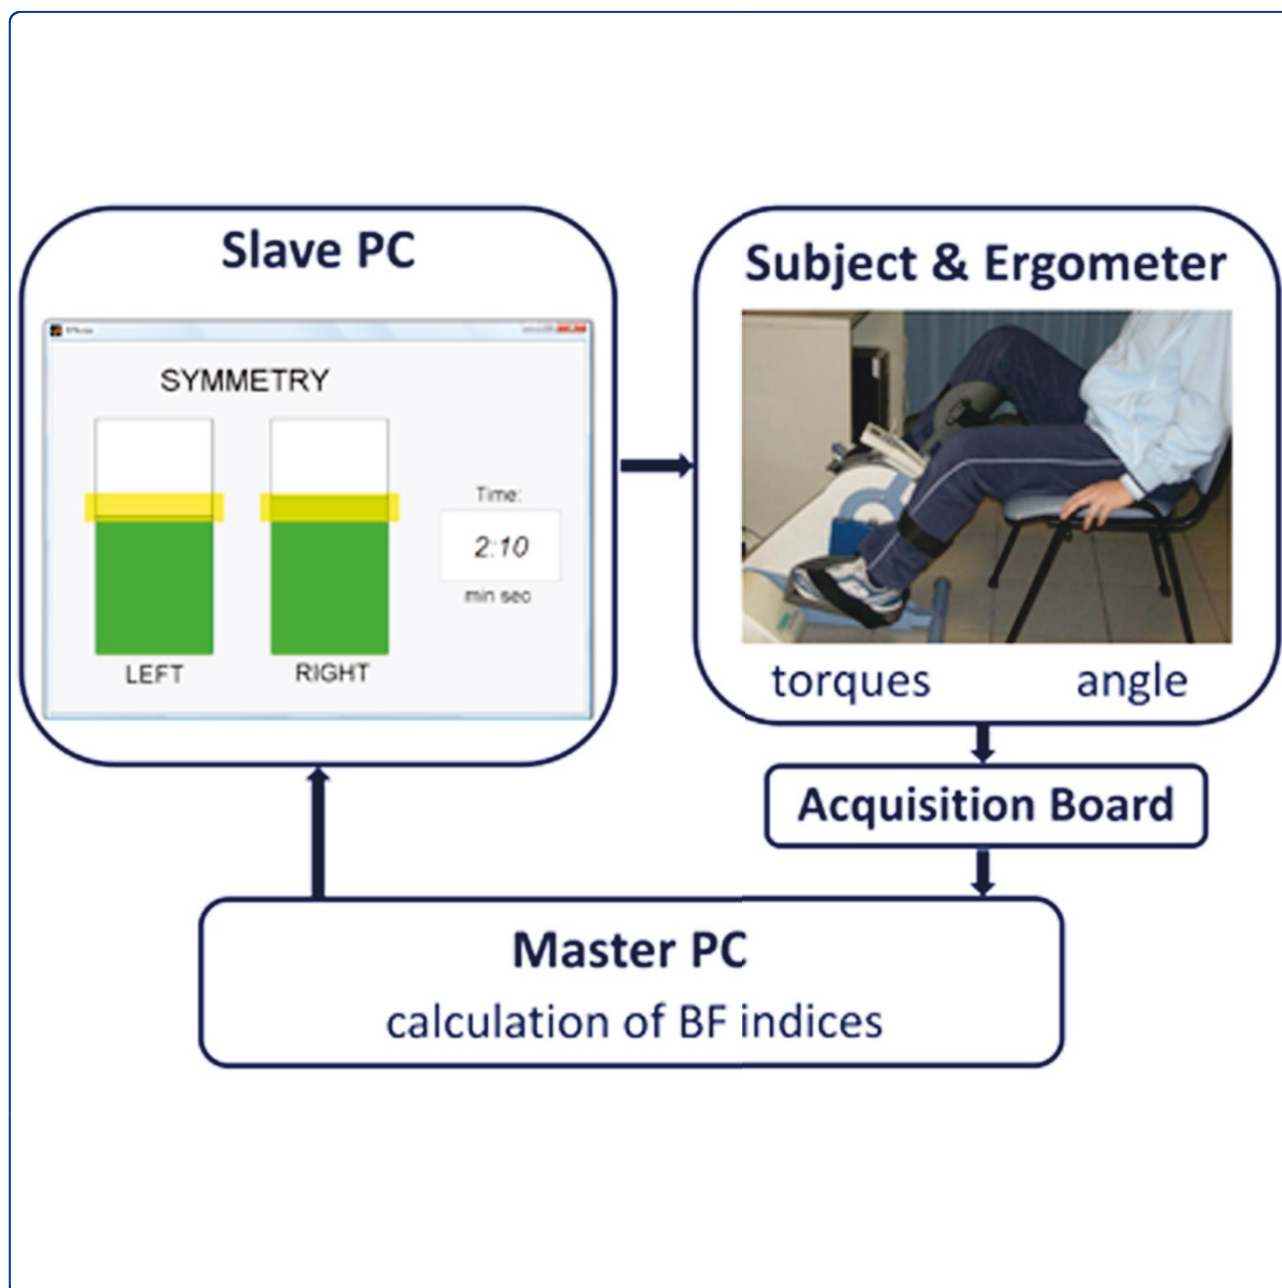 Slave PC
SYMMETRY
Time:
2:10
min sec
LEFT
RIGHT
Subject & Ergometer
torques
angle
Acquisition Board
Master PC
calculation of BF indices